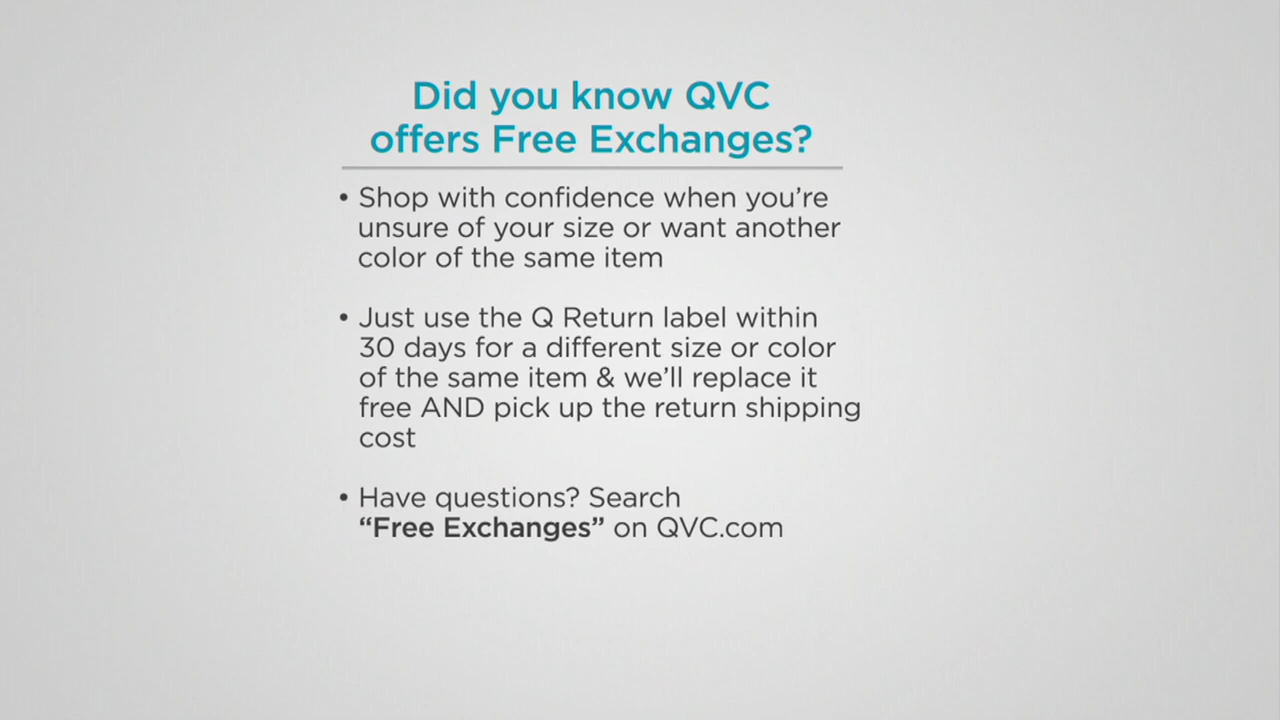 Did you know QVC
offers Free Exchanges?
• Shop with confidence when you’re
unsure of your size or want another
color of the same item
• Just use the Q Return label within
30 days for a different size or color
of the same item & we’ll replace it
free AND pick up the return shipping
cost
• Have questions? Search
“Free Exchanges” on QVC.com